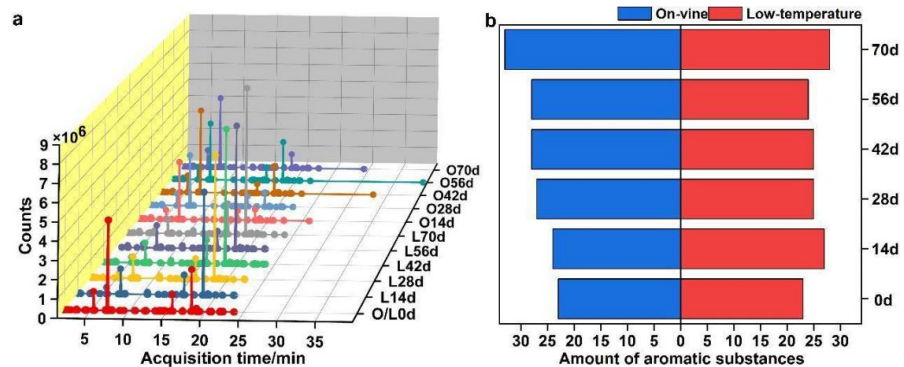 a
×10⁶
9
8
7
6
5
4
3
2
1
0
Counts
5 10 15 20 25 30 35
Acquisition time/min
O70d
O56d
O42d
O28d
O14d
L70d
L56d
L42d
L28d
L14d
O/L0d
b
On-vine Low-temperature
70d
56d
42d
28d
14d
0d
30 25 20 15 10 5 0 5 10 15 20 25 30
Amount of aromatic substances